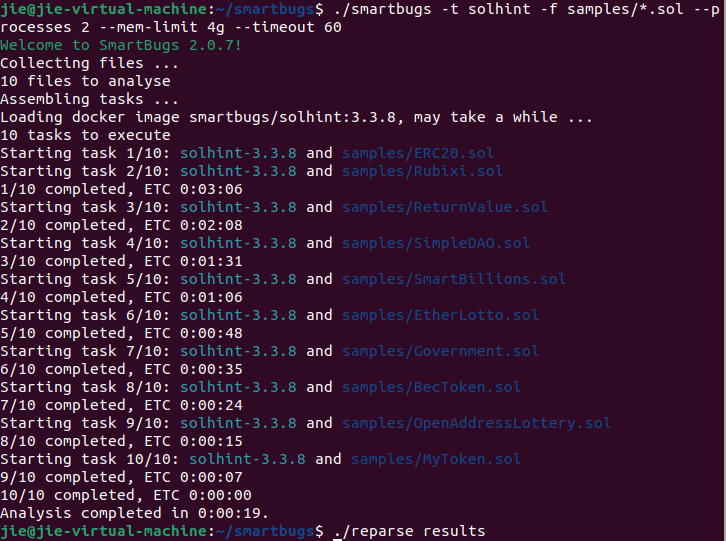 jie@jie-virtual-machine:~/smartbugs$ ./smartbugs -t solhint -f samples/*.sol --p
rocesses 2 --mem-limit 4g --timeout 60
Welcome to SmartBugs 2.0.7!
Collecting files ...
10 files to analyse
Assembling tasks ...
Loading docker image smartbugs/solhint:3.3.8, may take a while ...
10 tasks to execute
Starting task 1/10: solhint-3.3.8 and samples/ERC20.sol
Starting task 2/10: solhint-3.3.8 and samples/Rubixi.sol
1/10 completed, ETC 0:03:06
Starting task 3/10: solhint-3.3.8 and samples/ReturnValue.sol
2/10 completed, ETC 0:02:08
Starting task 4/10: solhint-3.3.8 and samples/SimpleDAO.sol
3/10 completed, ETC 0:01:31
Starting task 5/10: solhint-3.3.8 and samples/SmartBillions.sol
4/10 completed, ETC 0:01:06
Starting task 6/10: solhint-3.3.8 and samples/EtherLotto.sol
5/10 completed, ETC 0:00:48
Starting task 7/10: solhint-3.3.8 and samples/Government.sol
6/10 completed, ETC 0:00:35
Starting task 8/10: solhint-3.3.8 and samples/BecToken.sol
7/10 completed, ETC 0:00:24
Starting task 9/10: solhint-3.3.8 and samples/OpenAddressLottery.sol
8/10 completed, ETC 0:00:15
Starting task 10/10: solhint-3.3.8 and samples/MyToken.sol
9/10 completed, ETC 0:00:07
10/10 completed, ETC 0:00:00
Analysis completed in 0:00:19.
jie@jie-virtual-machine:~/smartbugs$ ./reparse results